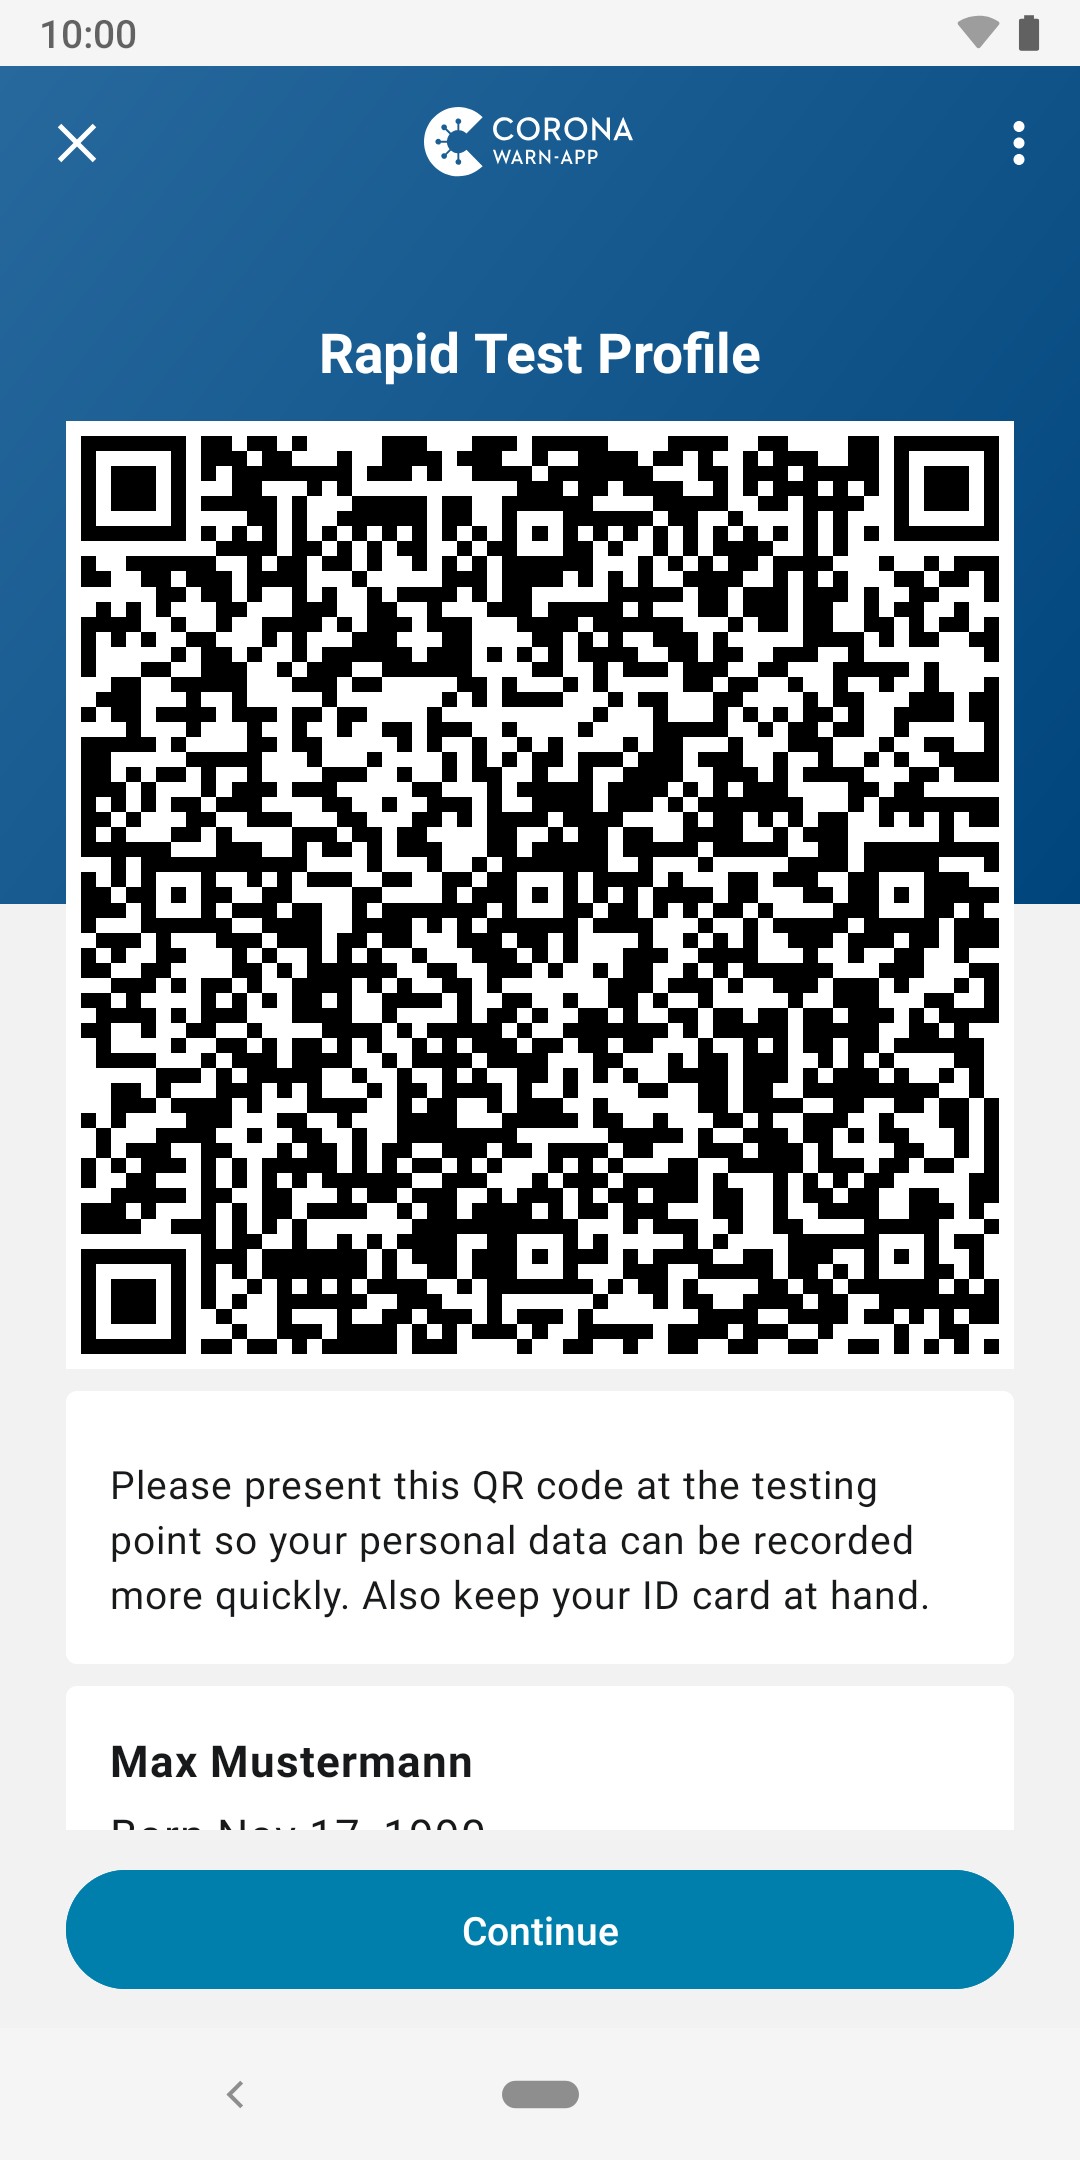 10:00
CORONA
WARN-APP
Rapid Test Profile
Please present this QR code at the testing
point so your personal data can be recorded
more quickly. Also keep your ID card at hand.
Max Mustermann
Born Nov 17,
Continue